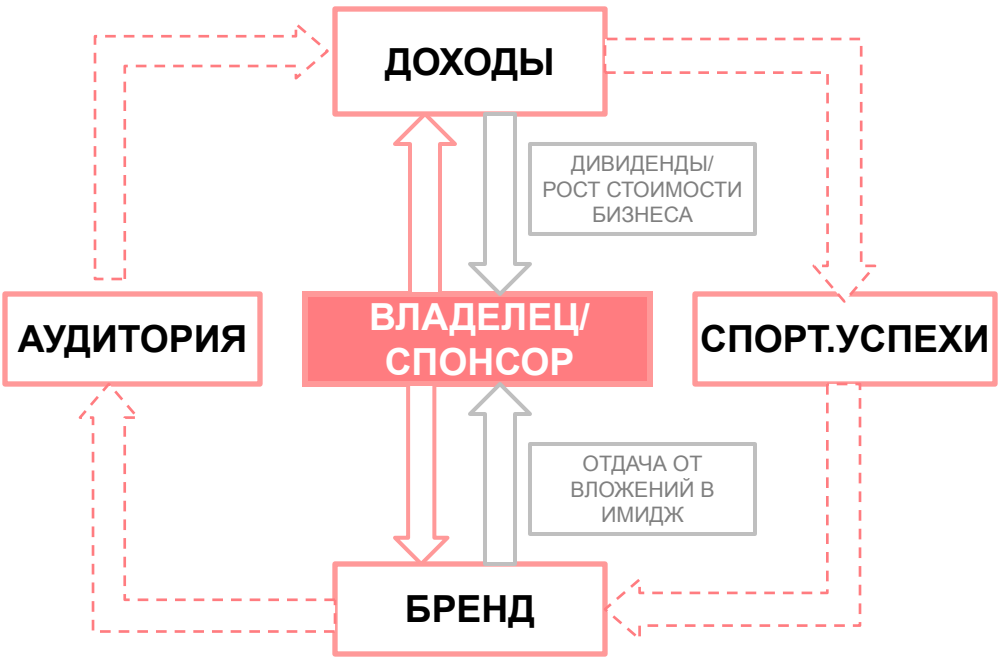 ДОХОДЫ
ДИВИДЕНДЫ/
РОСТ СТОИМОСТИ
БИЗНЕСА
АУДИТОРИЯ
ВЛАДЕЛЕЦ/
СПОНСОР
СПОРТ.УСПЕХИ
ОТДАЧА ОТ
ВЛОЖЕНИЙ В
ИМИДЖ
БРЕНД